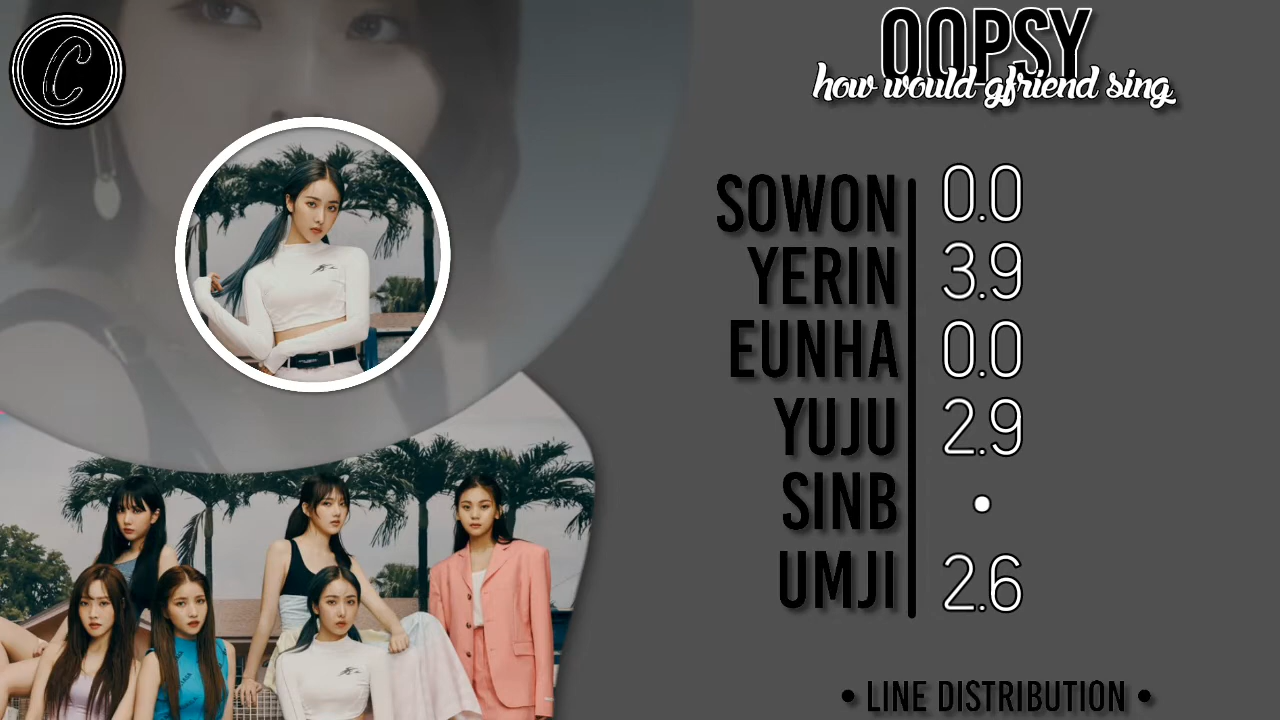 C
OOPSY
how would gfriend sing
SOWON 0.0
YERIN 3.9
EUNHA 0.0
YUJU 2.9
SINB •
UMJI 2.6
• LINE DISTRIBUTION •